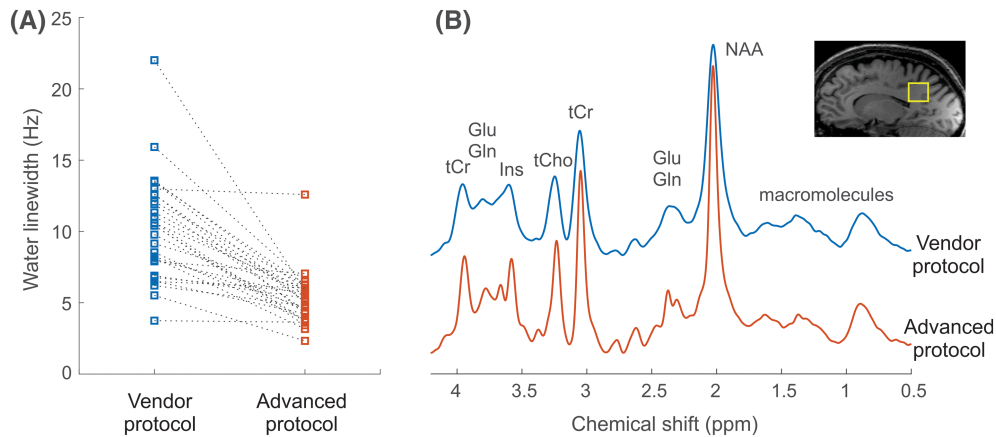 (A)
25
20
15
10
5
0
Water linewidth (Hz)
Vendor
protocol
Advanced
protocol
(B)
NAA
tCr
Glu
Gln
tCr
Ins
tCho
Glu
Gln
macromolecules
Vendor
protocol
Advanced
protocol
4
3.5
3
2.5
2
1.5
1
0.5
Chemical shift (ppm)